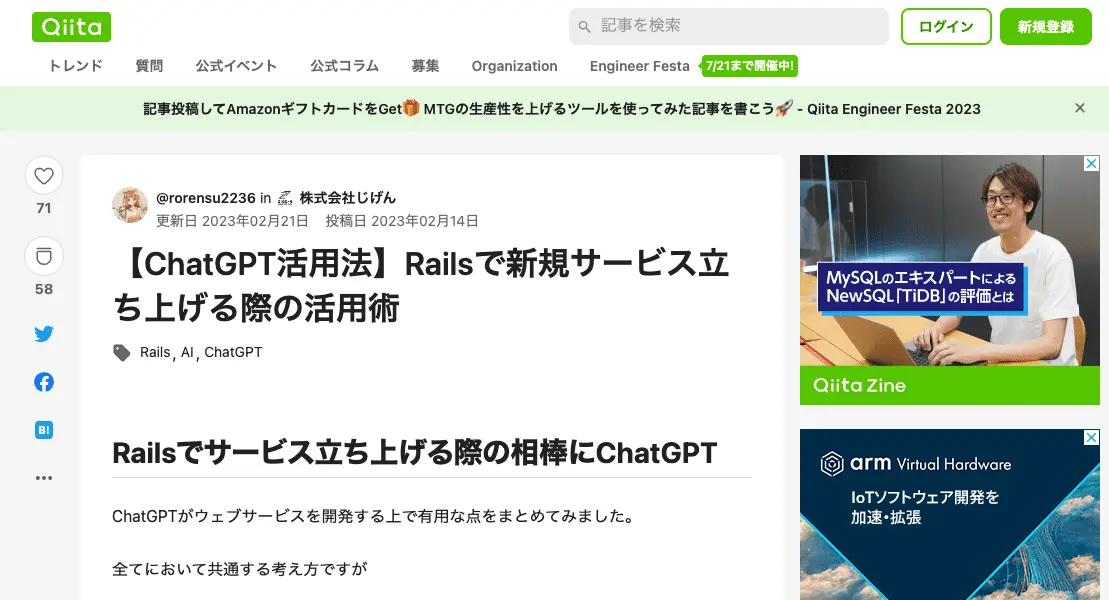 Qiita
記事を検索
ログイン
新規登録
トレンド 質問 公式イベント 公式コラム 募集 Organization Engineer Festa 7/21まで開催中!
記事投稿してAmazonギフトカードをGet🎁 MTGの生産性を上げるツールを使ってみた記事を書こう🚀 - Qiita Engineer Festa 2023
71
58
B!
@rorensu2236 in 株式会社じげん
更新日 2023年02月21日 投稿日 2023年02月14日
【ChatGPT活用法】Railsで新規サービス立
ち上げる際の活用術
Rails, AI, ChatGPT
Railsでサービス立ち上げる際の相棒にChatGPT
ChatGPTがウェブサービスを開発する上で有用な点をまとめてみました。
全てにおいて共通する考え方ですが
MySQLのエキスパートによる
NewSQL「TiDB」の評価とは
Qiita Zine
arm Virtual Hardware
IoTソフトウェア開発を
加速・拡張